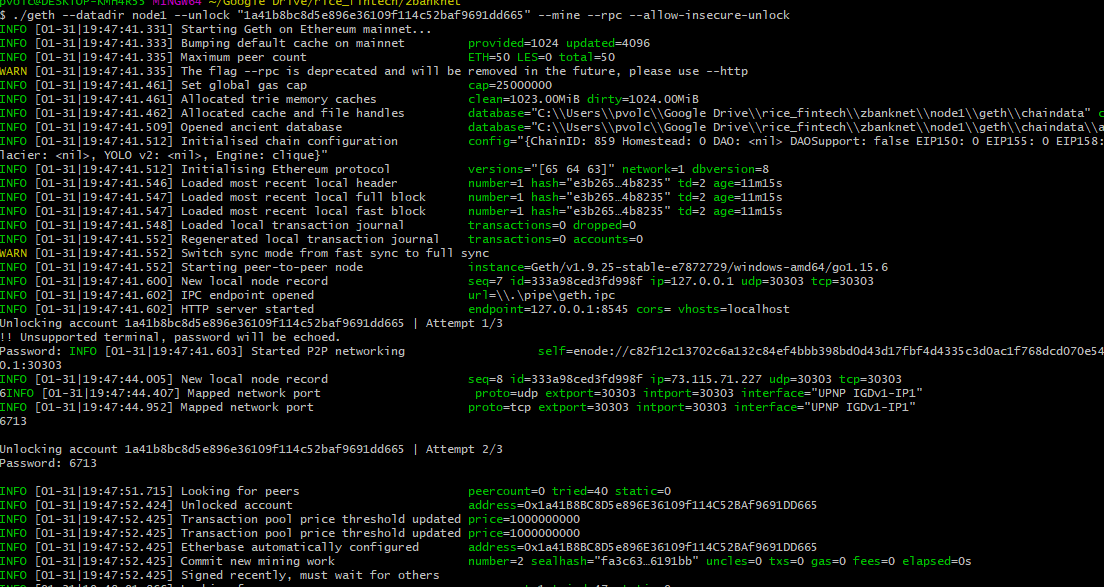 pvolc@DESKTOP-KMH4R55 MINGW64 ~/Google Drive/rice_fintech/zbanknet
$ ./geth --datadir node1 --unlock "1a41b8bc8d5e896e36109f114c52baf9691dd665" --mine --rpc --allow-insecure-unlock
INFO [01-31|19:47:41.331] Starting Geth on Ethereum mainnet...
INFO [01-31|19:47:41.333] Bumping default cache on mainnet provided=1024 updated=4096
INFO [01-31|19:47:41.335] Maximum peer count ETH=50 LES=0 total=50
WARN [01-31|19:47:41.335] The flag --rpc is deprecated and will be removed in the future, please use --http
INFO [01-31|19:47:41.461] Set global gas cap cap=25000000
INFO [01-31|19:47:41.461] Allocated trie memory caches clean=1023.00MiB dirty=1024.00MiB
INFO [01-31|19:47:41.462] Allocated cache and file handles database="C:\\Users\\pvolc\\Google Drive\\rice_fintech\\zbanknet\\node1\\geth\\chaindata" c
INFO [01-31|19:47:41.509] Opened ancient database database="C:\\Users\\pvolc\\Google Drive\\rice_fintech\\zbanknet\\node1\\geth\\chaindata\\a
INFO [01-31|19:47:41.512] Initialised chain configuration config="{ChainID: 859 Homestead: 0 DAO: <nil> DAOSupport: false EIP150: 0 EIP155: 0 EIP158:
lacier: <nil>, YOLO v2: <nil>, Engine: clique}"
INFO [01-31|19:47:41.512] Initialising Ethereum protocol versions="[65 64 63]" network=1 dbversion=8
INFO [01-31|19:47:41.546] Loaded most recent local header number=1 hash="e3b265…4b8235" td=2 age=11m15s
INFO [01-31|19:47:41.547] Loaded most recent local full block number=1 hash="e3b265…4b8235" td=2 age=11m15s
INFO [01-31|19:47:41.547] Loaded most recent local fast block number=1 hash="e3b265…4b8235" td=2 age=11m15s
INFO [01-31|19:47:41.548] Loaded local transaction journal transactions=0 dropped=0
INFO [01-31|19:47:41.552] Regenerated local transaction journal transactions=0 accounts=0
WARN [01-31|19:47:41.552] Switch sync mode from fast sync to full sync
INFO [01-31|19:47:41.552] Starting peer-to-peer node instance=Geth/v1.9.25-stable-e7872729/windows-amd64/go1.15.6
INFO [01-31|19:47:41.600] New local node record seq=7 id=333a98ced3fd998f ip=127.0.0.1 udp=30303 tcp=30303
INFO [01-31|19:47:41.602] IPC endpoint opened url=\\.\pipe\geth.ipc
INFO [01-31|19:47:41.602] HTTP server started endpoint=127.0.0.1:8545 cors= vhosts=localhost
Unlocking account 1a41b8bc8d5e896e36109f114c52baf9691dd665 | Attempt 1/3
!! Unsupported terminal, password will be echoed.
Password: INFO [01-31|19:47:41.603] Started P2P networking self=enode://c82f12c13702c6a132c84ef4bbb398bd0d43d17fbf4d4335c3d0ac1f768dcd070e54
0.1:30303
INFO [01-31|19:47:44.005] New local node record seq=8 id=333a98ced3fd998f ip=73.115.71.227 udp=30303 tcp=30303
6INFO [01-31|19:47:44.407] Mapped network port proto=udp extport=30303 intport=30303 interface="UPNP IGDv1-IP1"
INFO [01-31|19:47:44.952] Mapped network port proto=tcp extport=30303 intport=30303 interface="UPNP IGDv1-IP1"
6713
Unlocking account 1a41b8bc8d5e896e36109f114c52baf9691dd665 | Attempt 2/3
Password: 6713
INFO [01-31|19:47:51.715] Looking for peers peercount=0 tried=40 static=0
INFO [01-31|19:47:52.424] Unlocked account address=0x1a41B8BC8D5e896E36109f114C52BAf9691DD665
INFO [01-31|19:47:52.425] Transaction pool price threshold updated price=1000000000
INFO [01-31|19:47:52.425] Transaction pool price threshold updated price=1000000000
INFO [01-31|19:47:52.425] Etherbase automatically configured address=0x1a41B8BC8D5e896E36109f114C52BAf9691DD665
INFO [01-31|19:47:52.425] Commit new mining work number=2 sealhash="fa3c63…6191bb" uncles=0 txs=0 gas=0 fees=0 elapsed=0s
INFO [01-31|19:47:52.425] Signed recently, must wait for others